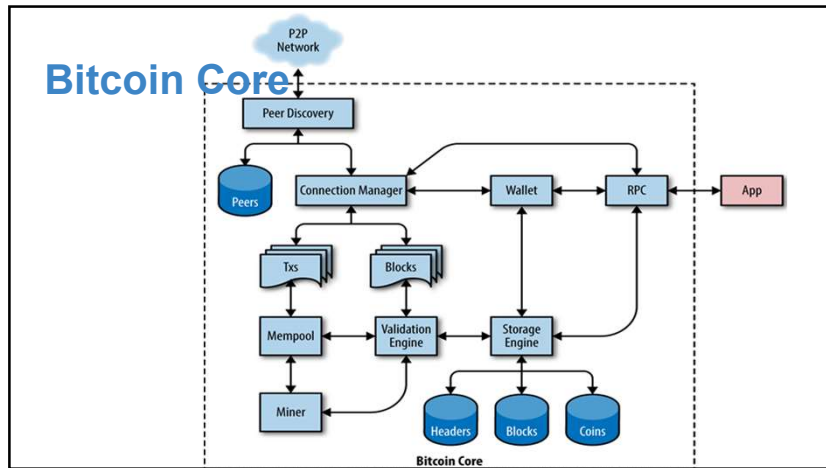 P2P
Network
Bitcoin Core
Peer Discovery
Peers
Connection Manager
Wallet
RPC
App
Txs
Blocks
Mempool
Validation
Engine
Storage
Engine
Miner
Headers
Blocks
Coins
Bitcoin Core